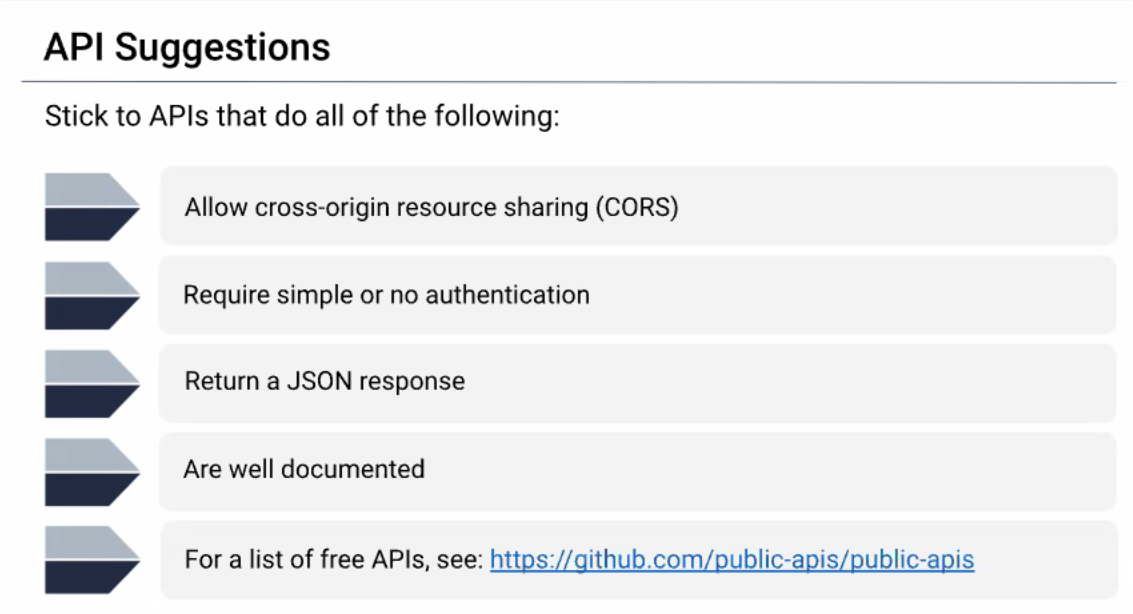 API Suggestions
Stick to APIs that do all of the following:
Allow cross-origin resource sharing (CORS)
Require simple or no authentication
Return a JSON response
Are well documented
For a list of free APIs, see: https://github.com/public-apis/public-apis